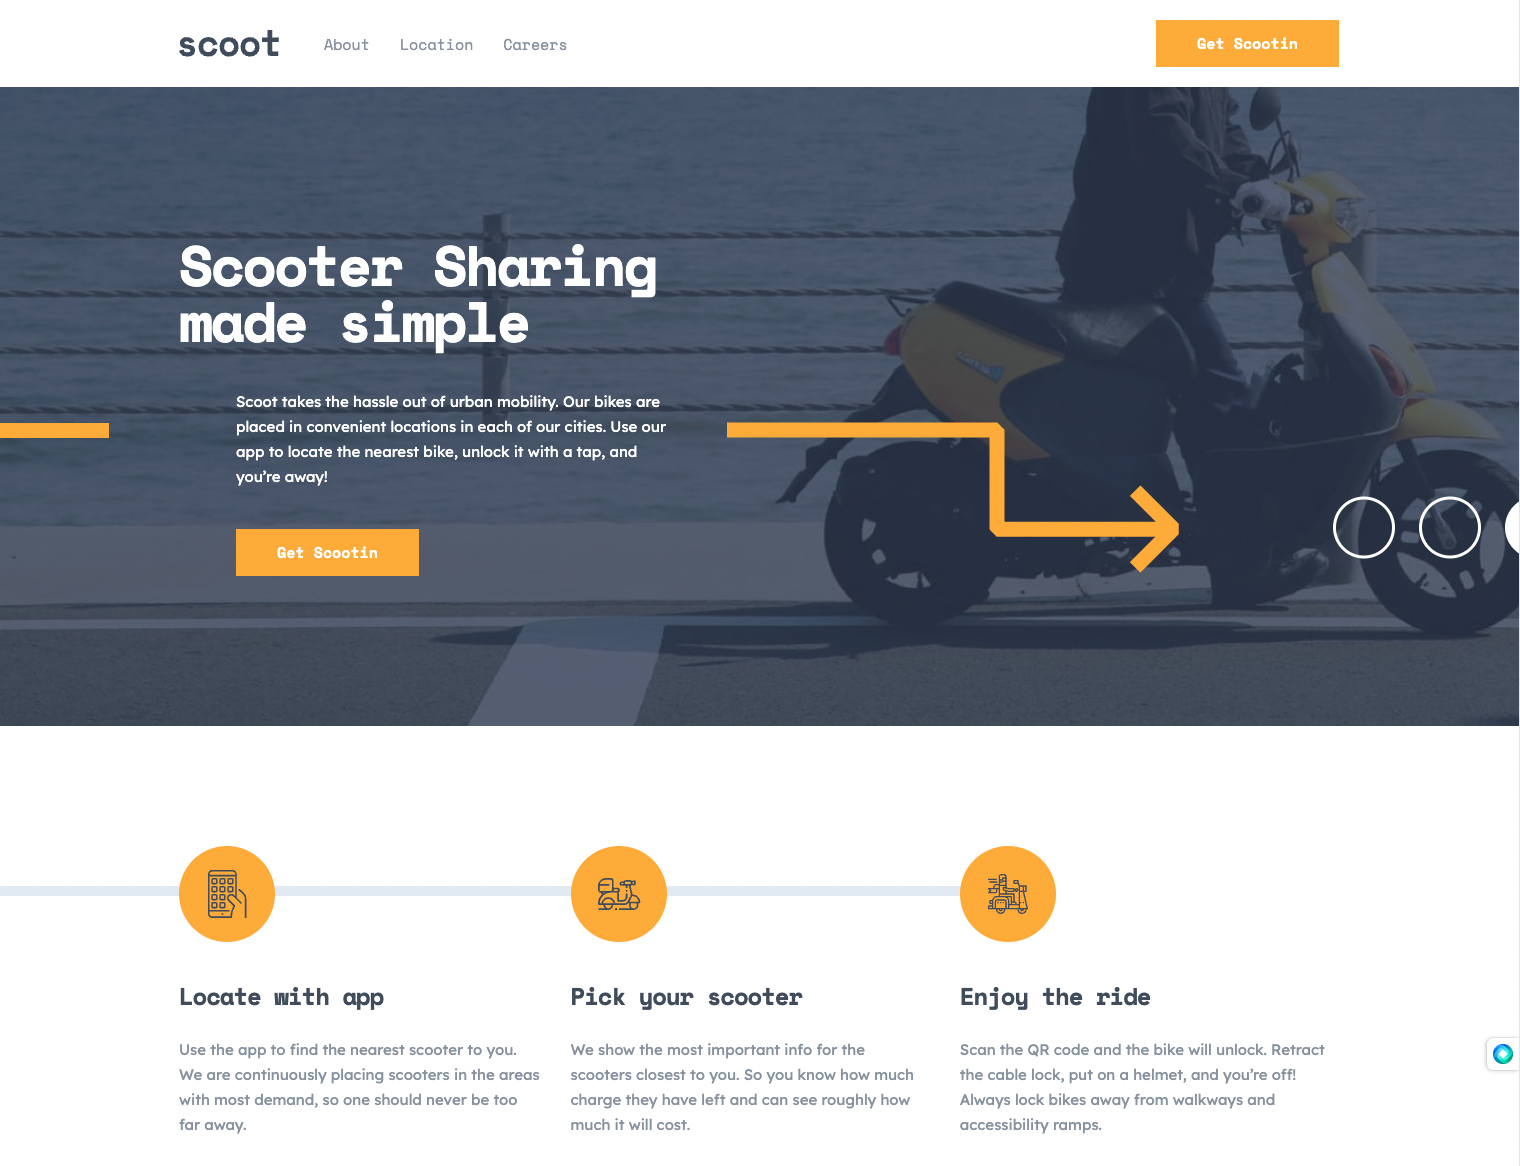 scoot
About
Location
Careers
Get Scootin
Scooter Sharing
made simple
Scoot takes the hassle out of urban mobility. Our bikes are
placed in convenient locations in each of our cities. Use our
app to locate the nearest bike, unlock it with a tap, and
you’re away!
Get Scootin
Locate with app
Use the app to find the nearest scooter to you.
We are continuously placing scooters in the areas
with most demand, so one should never be too
far away.
Pick your scooter
We show the most important info for the
scooters closest to you. So you know how much
charge they have left and can see roughly how
much it will cost.
Enjoy the ride
Scan the QR code and the bike will unlock. Retract
the cable lock, put on a helmet, and you’re off!
Always lock bikes away from walkways and
accessibility ramps.